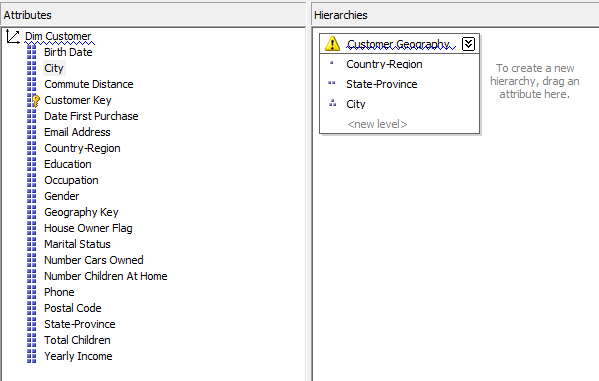 Attributes
Dim Customer
Birth Date
City
Commute Distance
Customer Key
Date First Purchase
Email Address
Country-Region
Education
Occupation
Gender
Geography Key
House Owner Flag
Marital Status
Number Cars Owned
Number Children At Home
Phone
Postal Code
State-Province
Total Children
Yearly Income
Hierarchies
Customer Geography
Country-Region
State-Province
City
<new level>
To create a new
hierarchy, drag an
attribute here.